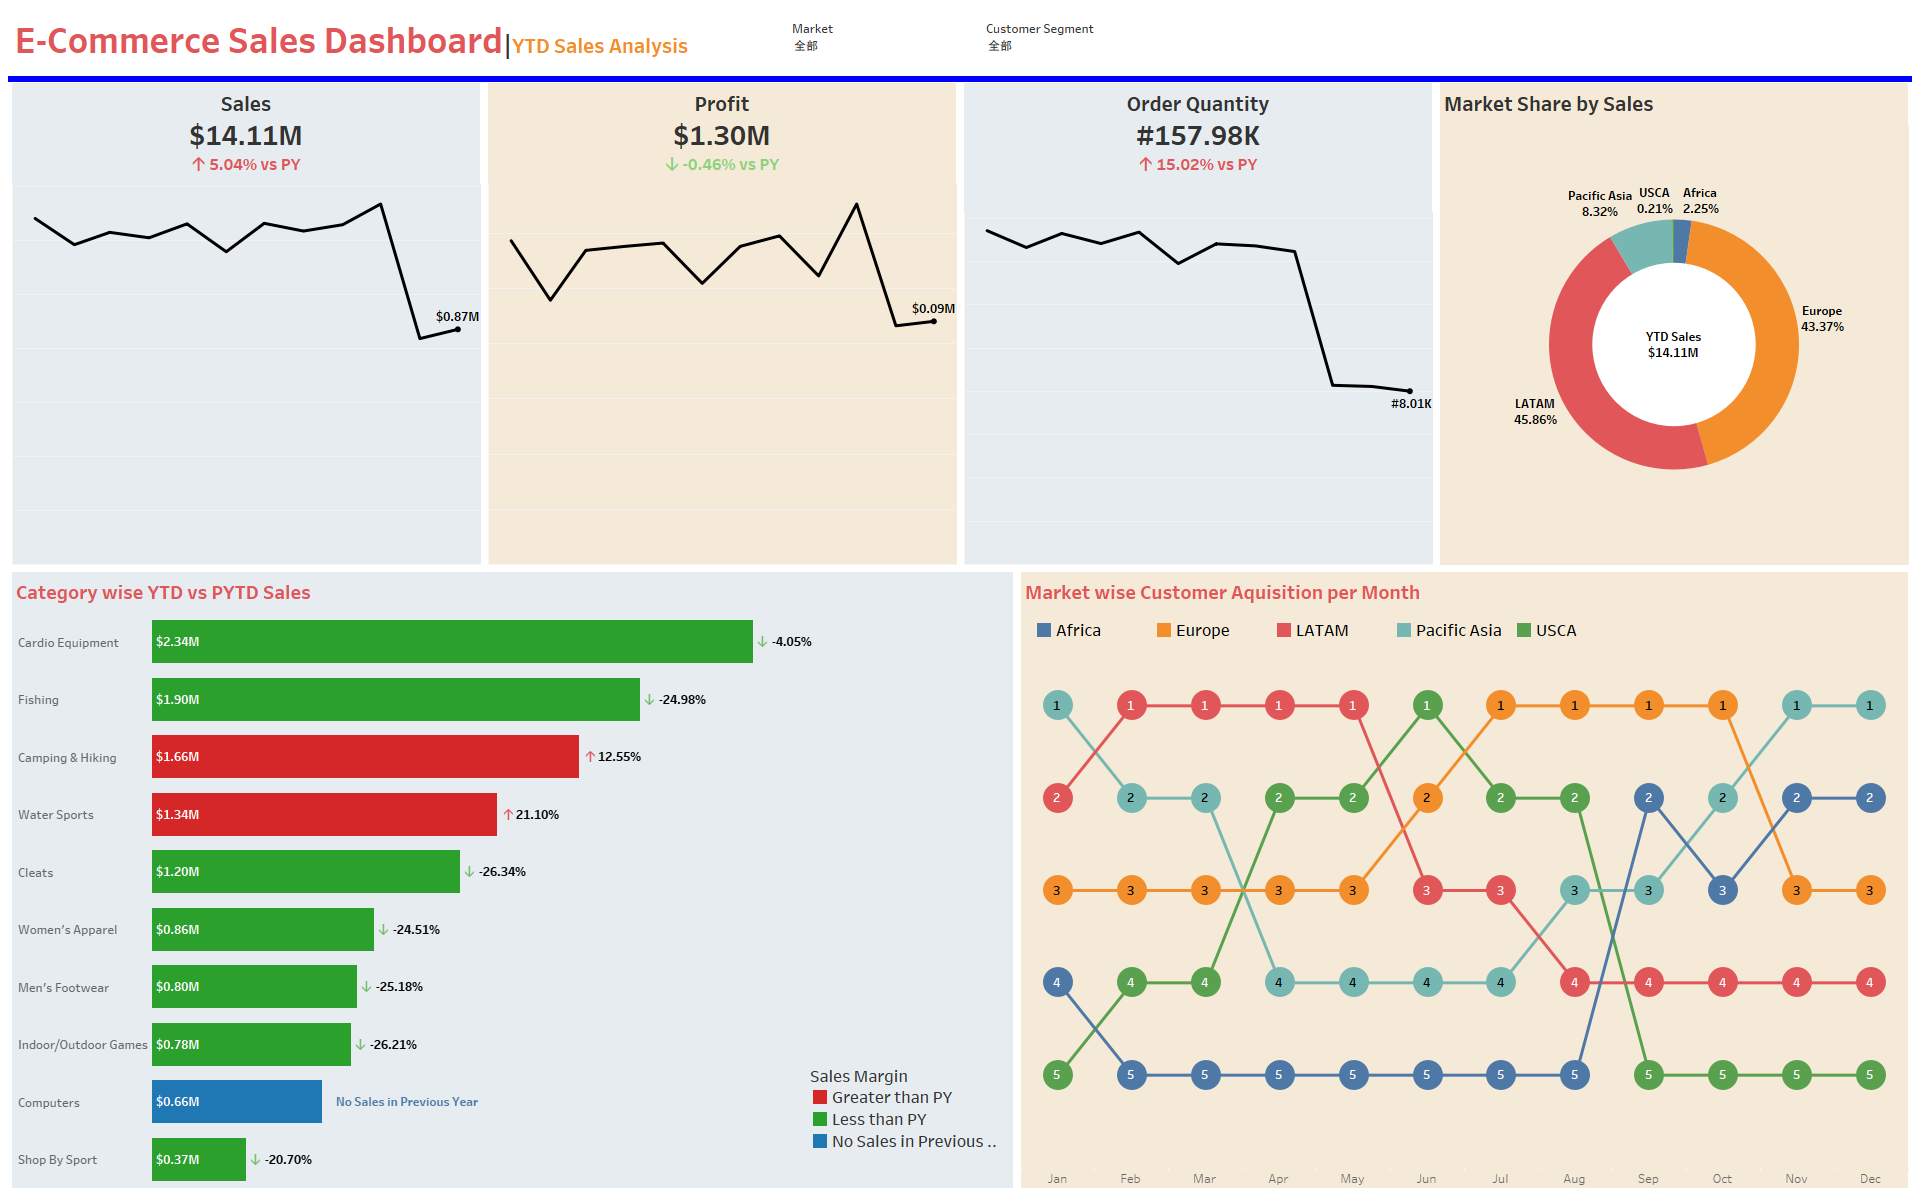 E-Commerce Sales Dashboard|YTD Sales Analysis
Market
全部
Customer Segment
全部
Sales
$14.11M
↑ 5.04% vs PY
$0.87M
Profit
$1.30M
↓ -0.46% vs PY
$0.09M
Order Quantity
#157.98K
↑ 15.02% vs PY
#8.01K
Market Share by Sales
Pacific Asia
8.32%
USCA
0.21%
Africa
2.25%
Europe
43.37%
YTD Sales
$14.11M
LATAM
45.86%
Category wise YTD vs PYTD Sales
Cardio Equipment $2.34M ↓ -4.05%
Fishing $1.90M ↓ -24.98%
Camping & Hiking $1.66M ↑ 12.55%
Water Sports $1.34M ↑ 21.10%
Cleats $1.20M ↓ -26.34%
Women's Apparel $0.86M ↓ -24.51%
Men's Footwear $0.80M ↓ -25.18%
Indoor/Outdoor Games $0.78M ↓ -26.21%
Computers $0.66M No Sales in Previous Year
Shop By Sport $0.37M ↓ -20.70%
Sales Margin
Greater than PY
Less than PY
No Sales in Previous ..
Market wise Customer Aquisition per Month
Africa Europe LATAM Pacific Asia USCA
1 1 1 1 1 1 1 1 1 1 1 1
2 2 2 2 2 2 2 2 2 2 2 2
3 3 3 3 3 3 3 3 3 3 3 3
4 4 4 4 4 4 4 4 4 4 4 4
5 5 5 5 5 5 5 5 5 5 5 5
Jan Feb Mar Apr May Jun Jul Aug Sep Oct Nov Dec